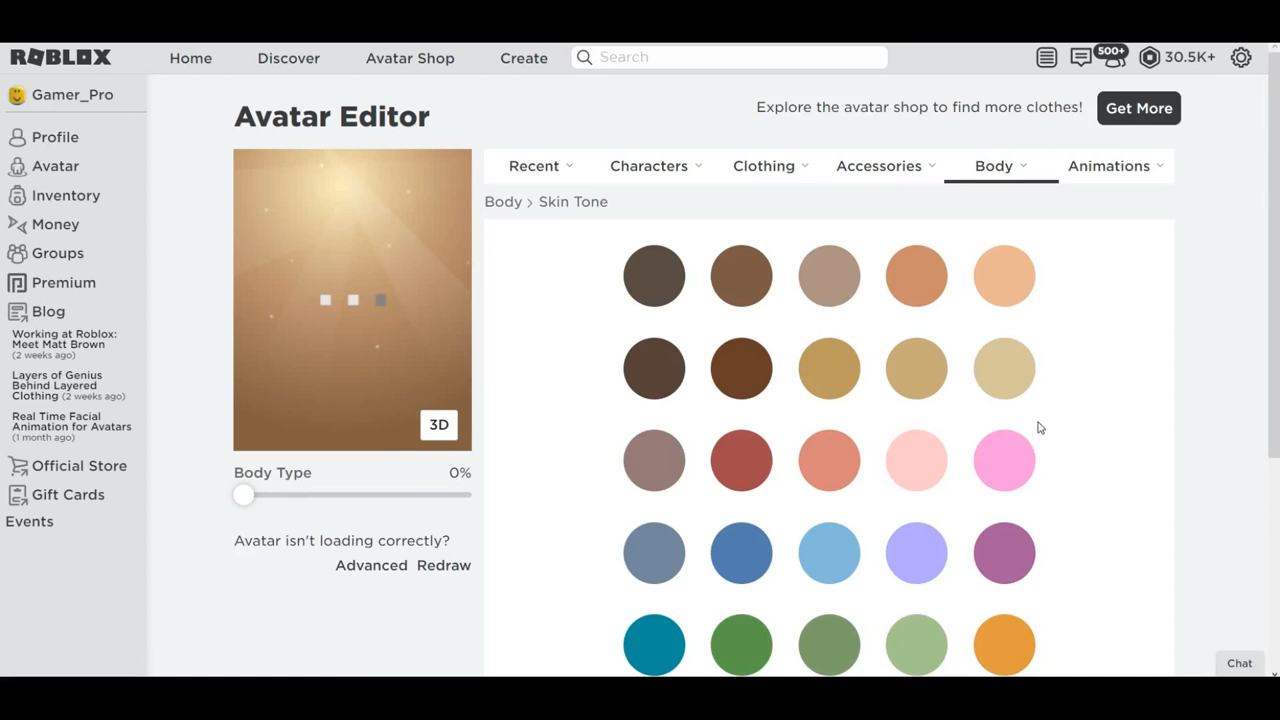 ROBLOX
Home
Discover
Avatar Shop
Create
Search
500+
30.5K+
Gamer_Pro
Profile
Avatar
Inventory
Money
Groups
Premium
Blog
Working at Roblox:
Meet Matt Brown
(2 weeks ago)
Layers of Genius
Behind Layered
Clothing (2 weeks ago)
Real Time Facial
Animation for Avatars
(1 month ago)
Official Store
Gift Cards
Events
Avatar Editor
Explore the avatar shop to find more clothes!
Get More
3D
Body Type 0%
Avatar isn't loading correctly?
Advanced Redraw
Recent
Characters
Clothing
Accessories
Body
Animations
Body > Skin Tone
Chat